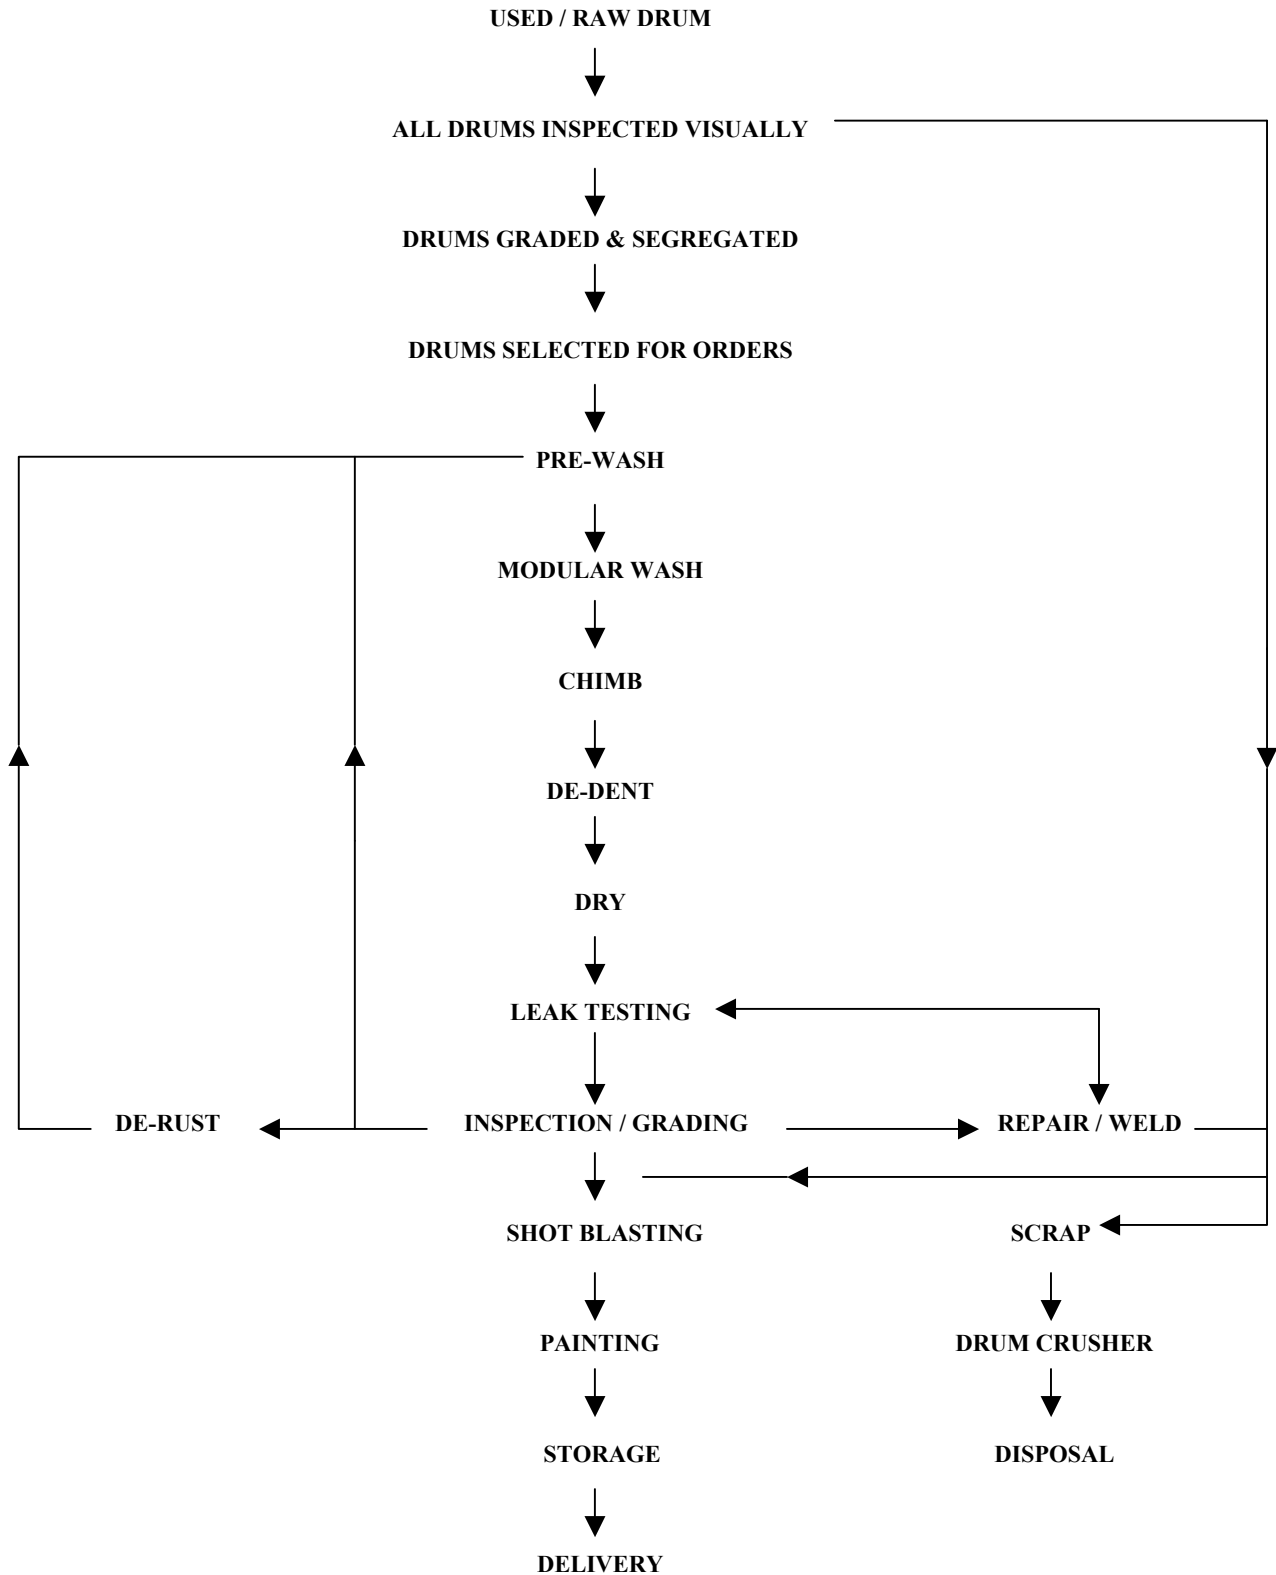 USED / RAW DRUM
ALL DRUMS INSPECTED VISUALLY
DRUMS GRADED & SEGREGATED
DRUMS SELECTED FOR ORDERS
PRE-WASH
MODULAR WASH
CHIMB
DE-DENT
DRY
LEAK TESTING
DE-RUST
INSPECTION / GRADING
REPAIR / WELD
SHOT BLASTING
SCRAP
PAINTING
DRUM CRUSHER
STORAGE
DISPOSAL
DELIVERY